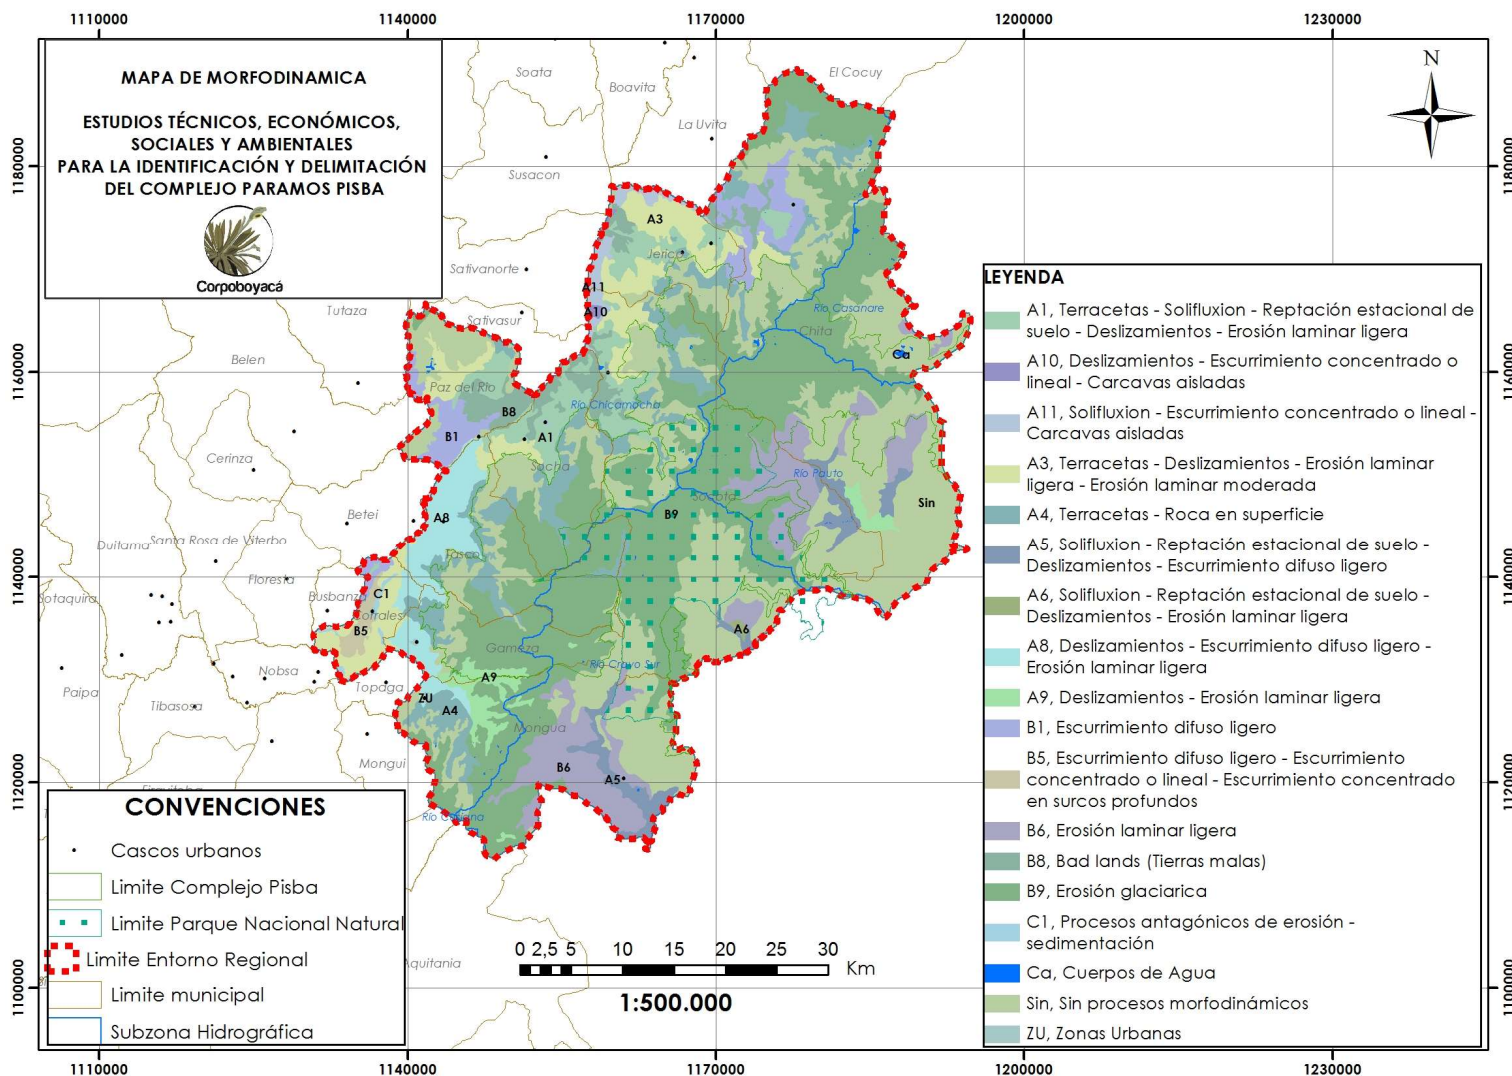 1110000
1140000
1170000
1200000
1230000
MAPA DE MORFODINAMICA
ESTUDIOS TÉCNICOS, ECONÓMICOS,
SOCIALES Y AMBIENTALES
PARA LA IDENTIFICACIÓN Y DELIMITACIÓN
DEL COMPLEJO PARAMOS PISBA
Corpoboyacá
N
1180000
1160000
1140000
1120000
1100000
1180000
1160000
1140000
1120000
1100000
Soata
Boavita
El Cocuy
La Uvita
Susacon
A3
Jerico
Sativanorte
A11
A10
Tutaza
Sativasur
Río Casanare
Chita
Ca
Belen
Paz del Rio
B8
Río Chicamocha
B1
A1
Cerinza
Socha
Río Pauto
Socota
Sin
B9
Betei
A8
Duitama
Santa Rosa de Viterbo
Tasco
Floresta
C1
Sotaquira
Busbanza
Corrales
B5
A6
Gameza
Nobsa
Río Cravo Sur
Topaga
A9
Paipa
ZU
A4
Tibasosa
Mongua
Mongui
B6
A5
Aquitania
LEYENDA
A1, Terracetas - Solifluxion - Reptación estacional de
suelo - Deslizamientos - Erosión laminar ligera
A10, Deslizamientos - Escurrimiento concentrado o
lineal - Carcavas aisladas
A11, Solifluxion - Escurrimiento concentrado o lineal -
Carcavas aisladas
A3, Terracetas - Deslizamientos - Erosión laminar
ligera - Erosión laminar moderada
A4, Terracetas - Roca en superficie
A5, Solifluxion - Reptación estacional de suelo -
Deslizamientos - Escurrimiento difuso ligero
A6, Solifluxion - Reptación estacional de suelo -
Deslizamientos - Erosión laminar ligera
A8, Deslizamientos - Escurrimiento difuso ligero -
Erosión laminar ligera
A9, Deslizamientos - Erosión laminar ligera
B1, Escurrimiento difuso ligero
B5, Escurrimiento difuso ligero - Escurrimiento
concentrado o lineal - Escurrimiento concentrado
en surcos profundos
B6, Erosión laminar ligera
B8, Bad lands (Tierras malas)
B9, Erosión glaciarica
C1, Procesos antagónicos de erosión -
sedimentación
Ca, Cuerpos de Agua
Sin, Sin procesos morfodinámicos
ZU, Zonas Urbanas
CONVENCIONES
Cascos urbanos
Limite Complejo Pisba
Limite Parque Nacional Natural
Limite Entorno Regional
Limite municipal
Subzona Hidrográfica
0 2,5 5 10 15 20 25 30
Km
1:500.000
1110000
1140000
1170000
1200000
1230000